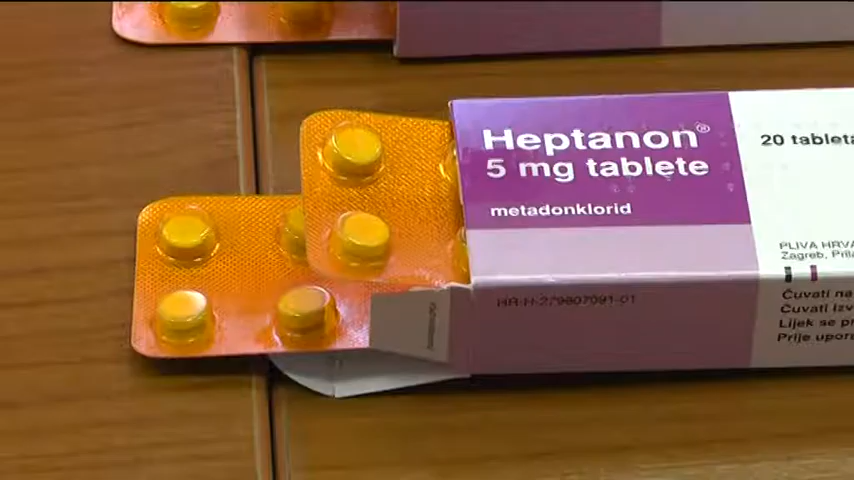 Heptanon®
5 mg tablete
metadonklorid
20 tableta
PLIVA HRVA
Zagreb, Prila
HR-H-279807091-01
Čuvati na
Čuvati izv
Lijek se pr
Prije upor